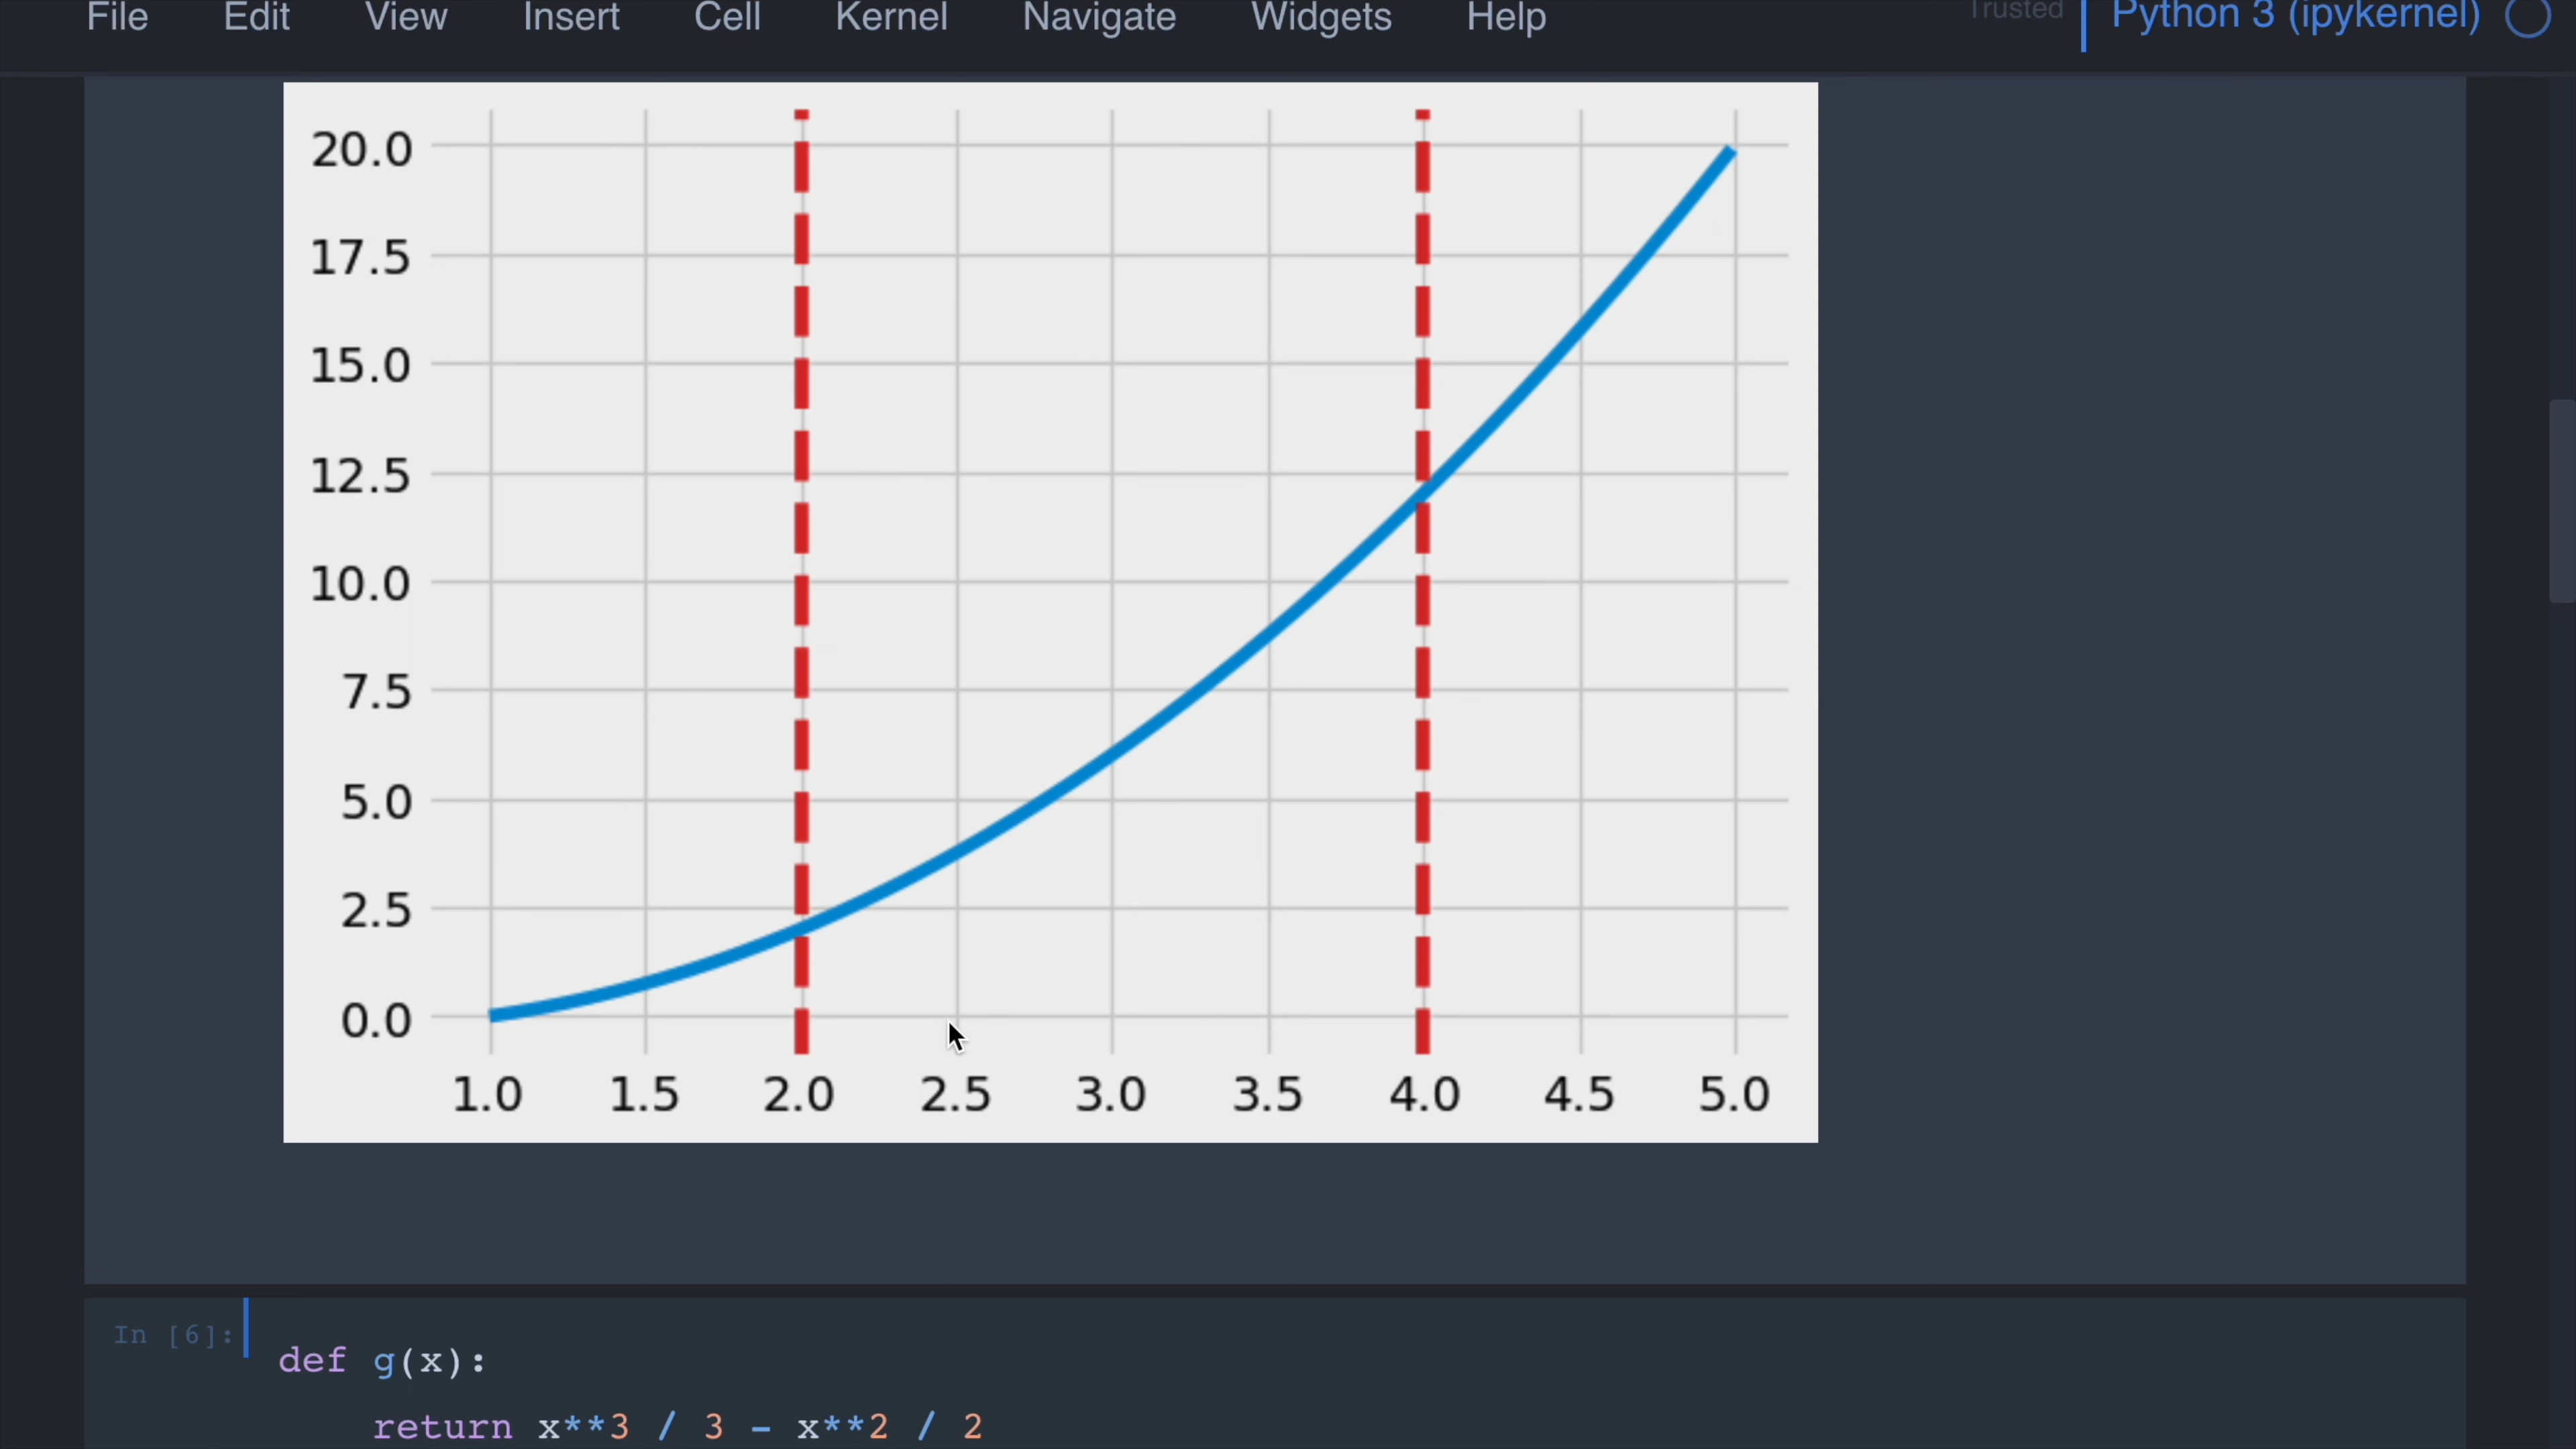 File Edit View Insert Cell Kernel Navigate Widgets Help Trusted Python 3 (ipykernel)
20.0
17.5
15.0
12.5
10.0
7.5
5.0
2.5
0.0
1.0 1.5 2.0 2.5 3.0 3.5 4.0 4.5 5.0
In [6]:
def g(x):
return x**3 / 3 - x**2 / 2